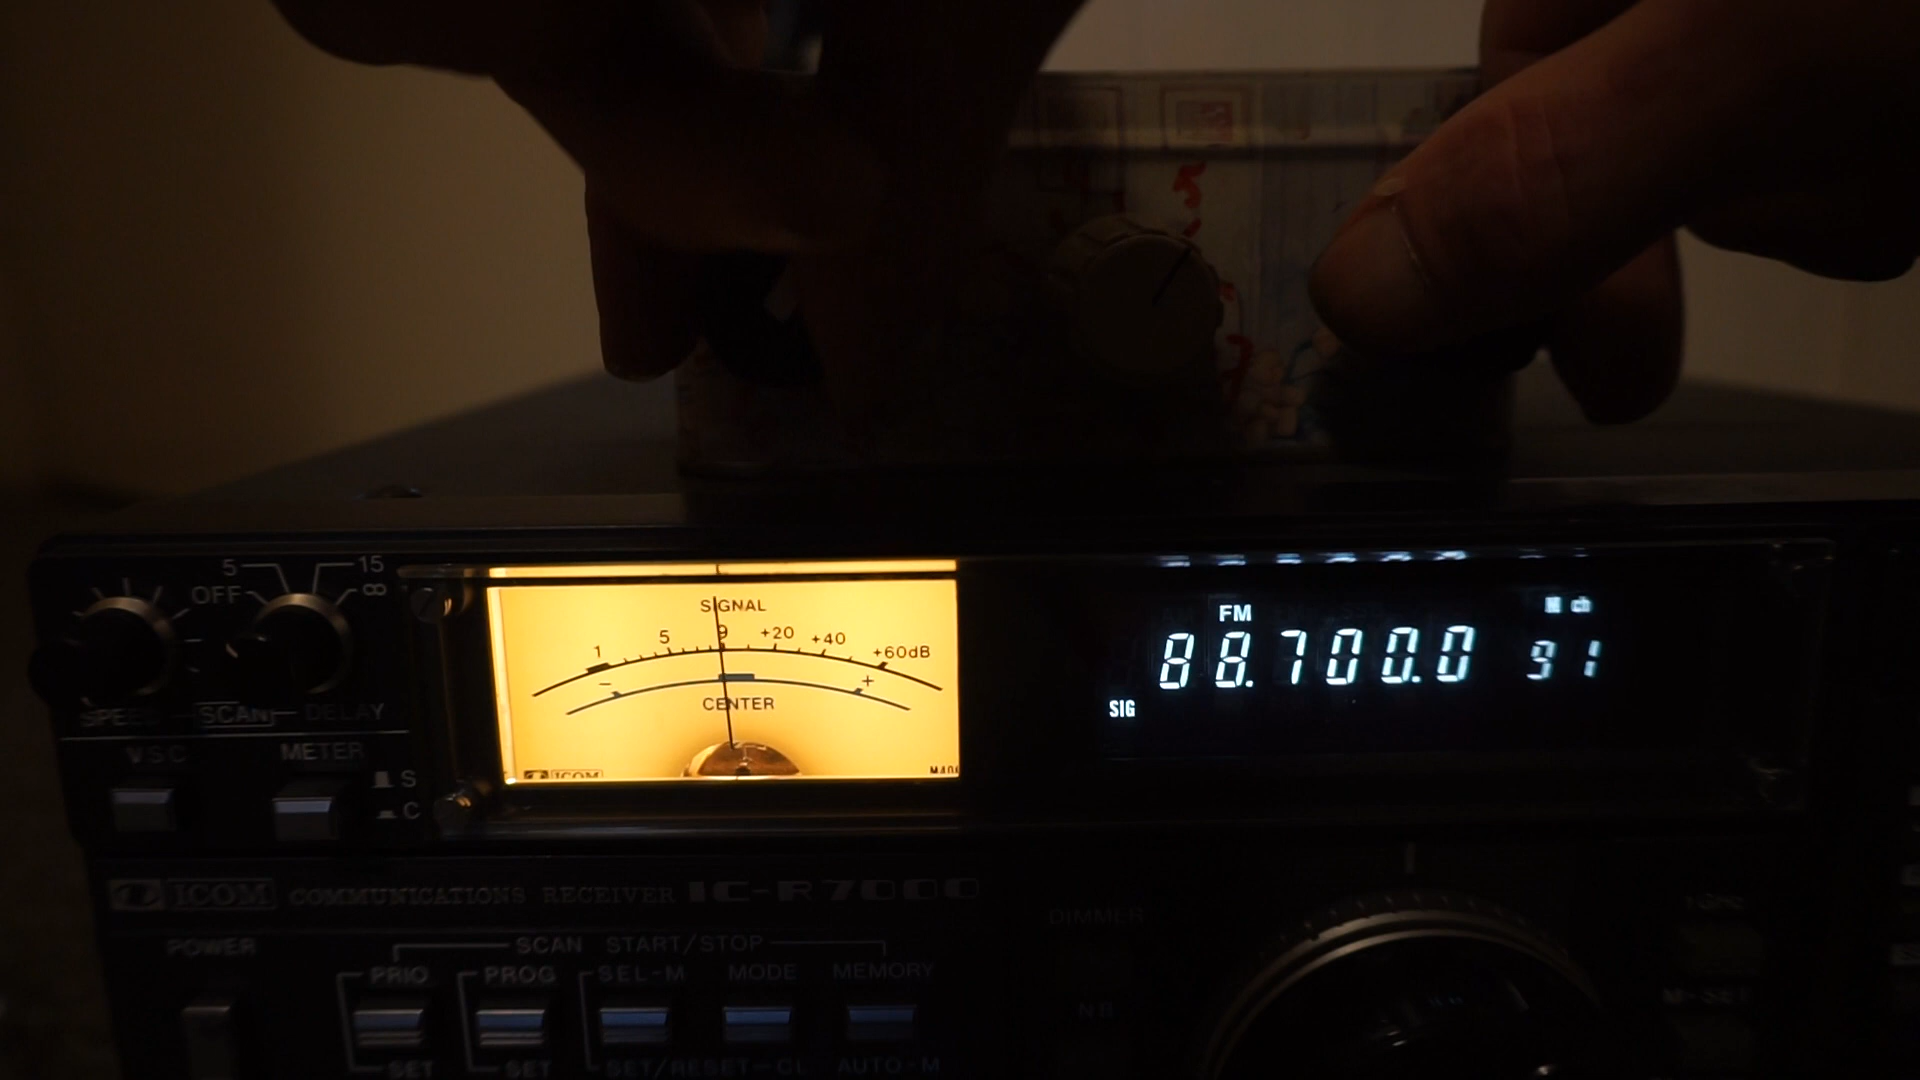 5
5 15
OFF ∞
SPEED SCAN DELAY
VSC METER
S
C
SIGNAL
1 5 9 +20 +40 +60dB
- +
CENTER
ICOM
FM
88.700.0 91
SIG
ICOM COMMUNICATIONS RECEIVER IC-R7000
POWER
SCAN START/STOP
PRIO PROG SEL-M MODE MEMORY
SET SET SET/RESET-CL AUTO-M
DIMMER
NB
M-SET